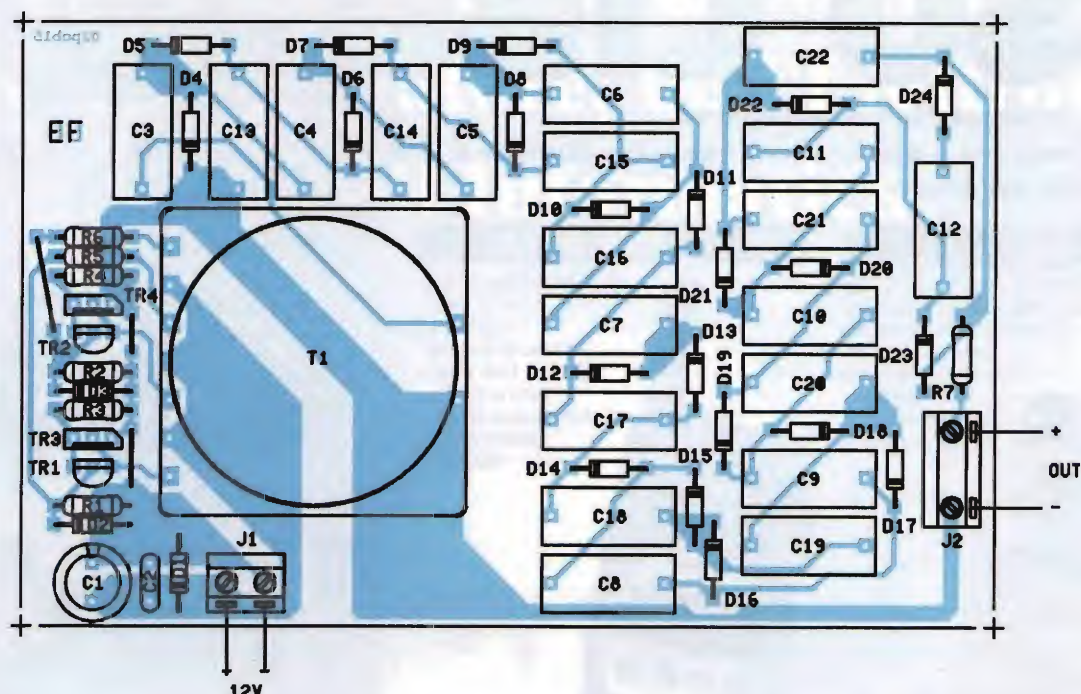 D5
D7
D9
C22
D4
D6
D8
D24
C6
D22
EF
C3
C13
C4
C14
C5
C15
C11
D11
D10
C21
C12
R6
R5
R4
C16
D20
TR4
D21
C7
D13
C10
TR2
T1
D23
R2
D12
D19
C20
R7
D3
R3
C17
TR3
D18
+
TR1
D14
D15
C9
OUT
R1
C18
-
D2
D17
J1
C19
J2
C1
C2
C8
D16
12V